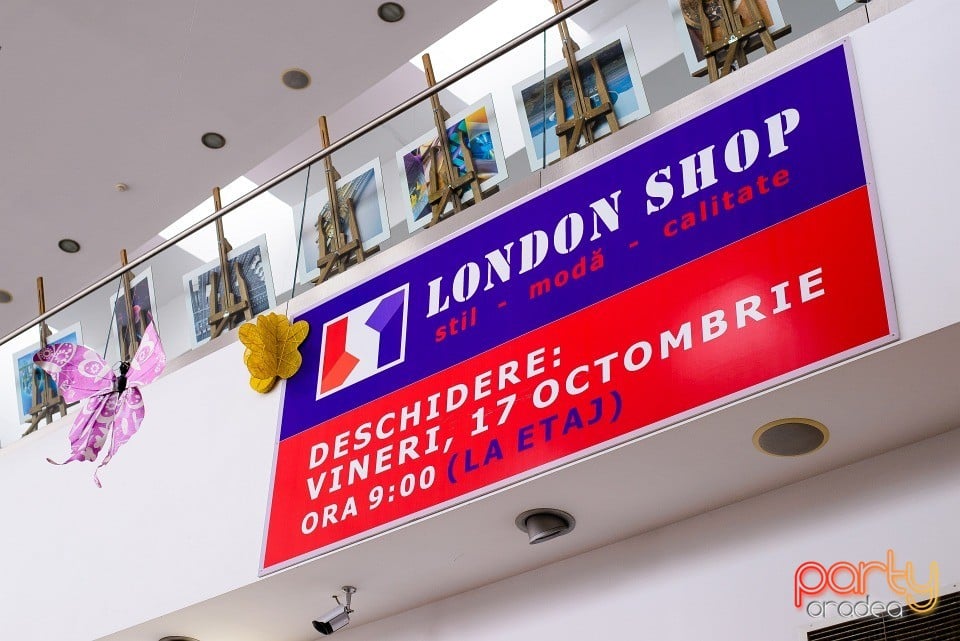 LONDON SHOP
stil - modă - calitate
DESCHIDERE:
VINERI, 17 OCTOMBRIE
ORA 9:00 (LA ETAJ)
party
oradea